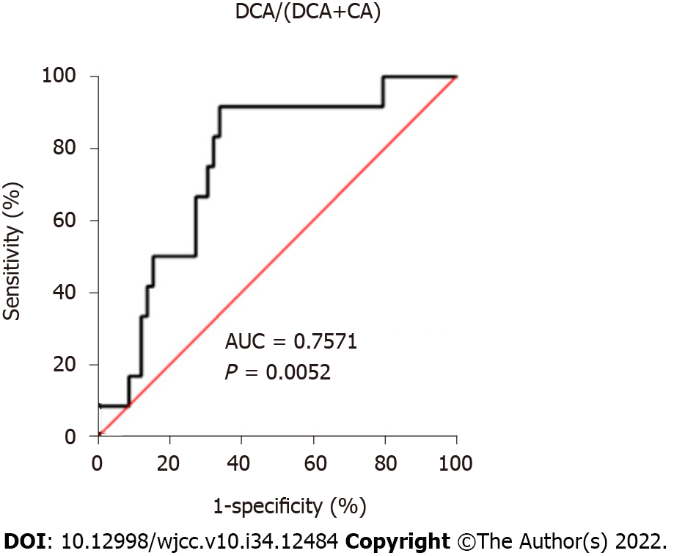 DCA/(DCA+CA)
100
80
60
40
20
0
Sensitivity (%)
AUC = 0.7571
P = 0.0052
0 20 40 60 80 100
1-specificity (%)
DOI: 10.12998/wjcc.v10.i34.12484 Copyright ©The Author(s) 2022.